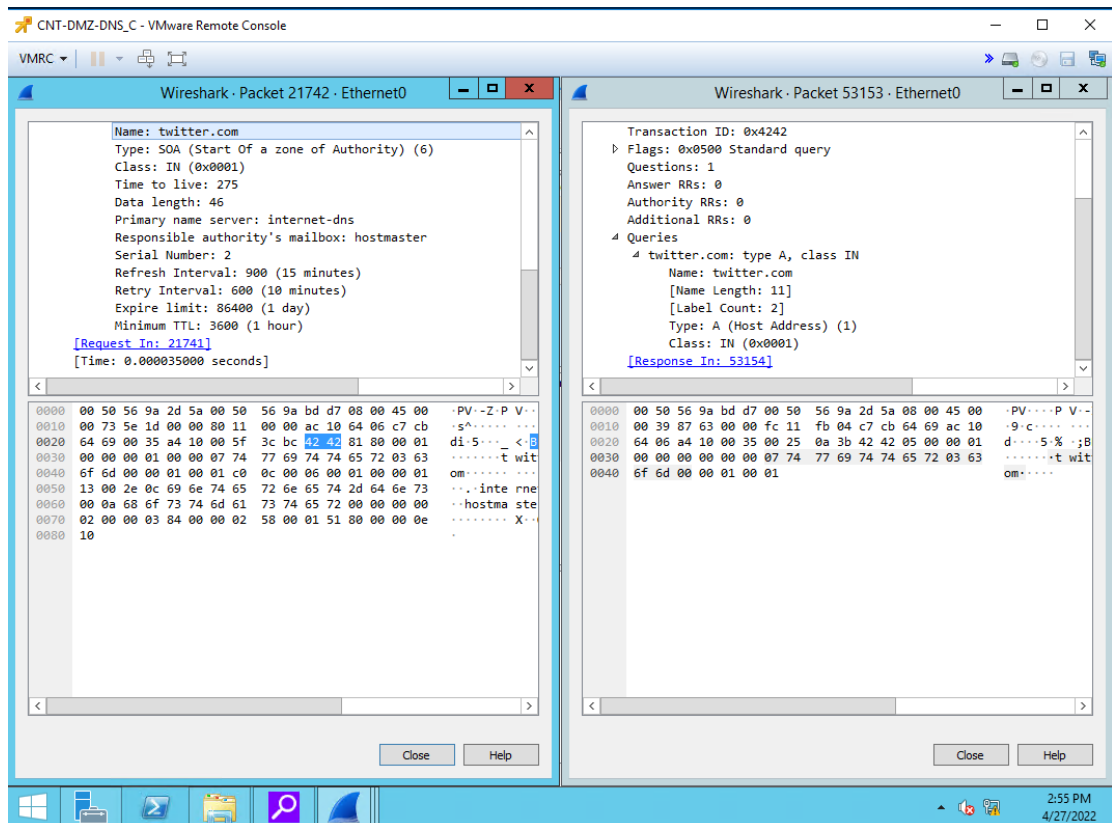 CNT-DMZ-DNS_C - VMware Remote Console
VMRC
Wireshark · Packet 21742 · Ethernet0
Name: twitter.com
Type: SOA (Start Of a zone of Authority) (6)
Class: IN (0x0001)
Time to live: 275
Data length: 46
Primary name server: internet-dns
Responsible authority's mailbox: hostmaster
Serial Number: 2
Refresh Interval: 900 (15 minutes)
Retry Interval: 600 (10 minutes)
Expire limit: 86400 (1 day)
Minimum TTL: 3600 (1 hour)
[Request In: 21741]
[Time: 0.000035000 seconds]
0000 00 50 56 9a 2d 5a 00 50 56 9a bd d7 08 00 45 00 ·PV·-Z·P V··
0010 00 73 5e 1d 00 00 80 11 00 00 ac 10 64 06 c7 cb ·s^····· ···
0020 64 69 00 35 a4 10 00 5f 3c bc 42 42 81 80 00 01 di·5···_ <·B
0030 00 00 00 01 00 00 07 74 77 69 74 74 65 72 03 63 ·······t wit
0040 6f 6d 00 00 01 00 01 c0 0c 00 06 00 01 00 00 01 om······ ···
0050 13 00 2e 0c 69 6e 74 65 72 6e 65 74 2d 64 6e 73 ··.·inte rne
0060 00 0a 68 6f 73 74 6d 61 73 74 65 72 00 00 00 00 ··hostma ste
0070 02 00 00 03 84 00 00 02 58 00 01 51 80 00 00 0e ········ X··
0080 10 ·
Close
Help
Wireshark · Packet 53153 · Ethernet0
Transaction ID: 0x4242
Flags: 0x0500 Standard query
Questions: 1
Answer RRs: 0
Authority RRs: 0
Additional RRs: 0
Queries
twitter.com: type A, class IN
Name: twitter.com
[Name Length: 11]
[Label Count: 2]
Type: A (Host Address) (1)
Class: IN (0x0001)
[Response In: 53154]
0000 00 50 56 9a bd d7 00 50 56 9a 2d 5a 08 00 45 00 ·PV····P V·-
0010 00 39 87 63 00 00 fc 11 fb 04 c7 cb 64 69 ac 10 ·9·c···· ···
0020 64 06 a4 10 00 35 00 25 0a 3b 42 42 05 00 00 01 d····5·% ·;B
0030 00 00 00 00 00 00 07 74 77 69 74 74 65 72 03 63 ·······t wit
0040 6f 6d 00 00 01 00 01 om·····
Close
Help
2:55 PM
4/27/2022